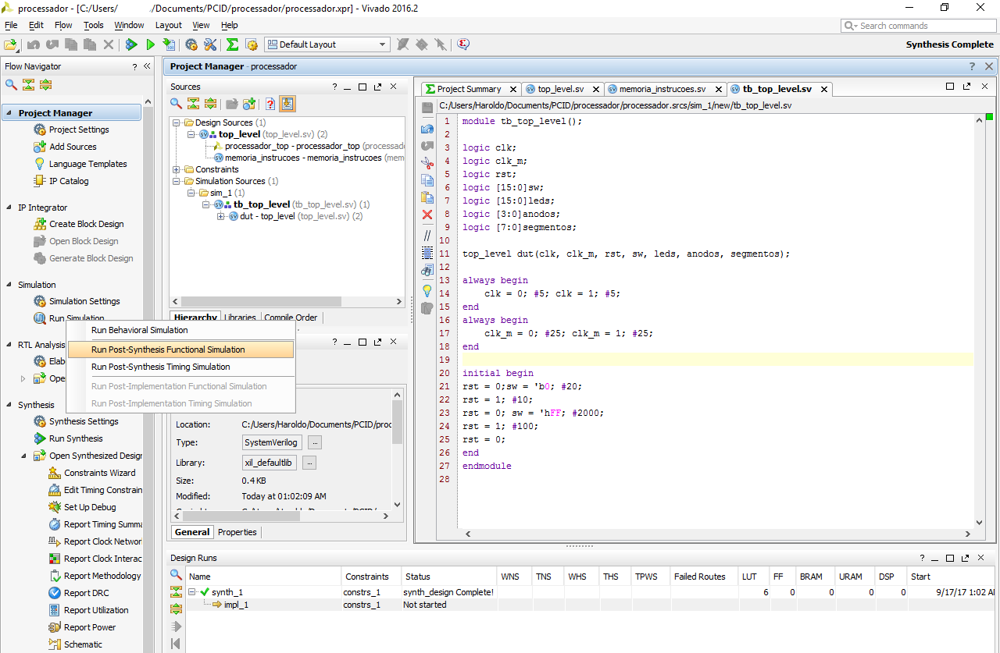 processador - [C:/Users/ ./Documents/PCID/processador/processador.xpr] - Vivado 2016.2
File Edit Flow Tools Window Layout View Help
Search commands
Default Layout
Synthesis Complete
Flow Navigator
Project Manager
Project Settings
Add Sources
Language Templates
IP Catalog
IP Integrator
Create Block Design
Open Block Design
Generate Block Design
Simulation
Simulation Settings
Run Simulation
Run Behavioral Simulation
Run Post-Synthesis Functional Simulation
Run Post-Synthesis Timing Simulation
Run Post-Implementation Functional Simulation
Run Post-Implementation Timing Simulation
RTL Analysis
Elab
Ope
Synthesis
Synthesis Settings
Run Synthesis
Open Synthesized Design
Constraints Wizard
Edit Timing Constrain
Set Up Debug
Report Timing Summa
Report Clock Networ
Report Clock Interac
Report Methodology
Report DRC
Report Utilization
Report Power
Schematic
Project Manager - processador
Sources
Design Sources (1)
top_level (top_level.sv) (2)
processador_top - processador_top (processado
memoria_instrucoes - memoria_instrucoes (mem
Constraints
Simulation Sources (1)
sim_1 (1)
tb_top_level (tb_top_level.sv) (1)
dut - top_level (top_level.sv) (2)
Hierarchy Libraries Compile Order
Location: C:/Users/Haroldo/Documents/PCID/proc
Type: SystemVerilog ...
Library: xil_defaultlib ...
Size: 0.4 KB
Modified: Today at 01:02:09 AM
General Properties
Project Summary top_level.sv memoria_instrucoes.sv tb_top_level.sv
C:/Users/Haroldo/Documents/PCID/processador/processador.srcs/sim_1/new/tb_top_level.sv
1 module tb_top_level();
2
3 logic clk;
4 logic clk_m;
5 logic rst;
6 logic [15:0]sw;
7 logic [15:0]leds;
8 logic [3:0]anodos;
9 logic [7:0]segmentos;
10
11 top_level dut(clk, clk_m, rst, sw, leds, anodos, segmentos);
12
13 always begin
14 clk = 0; #5; clk = 1; #5;
15 end
16 always begin
17 clk_m = 0; #25; clk_m = 1; #25;
18 end
19
20 initial begin
21 rst = 0;sw = 'b0; #20;
22 rst = 1; #10;
23 rst = 0; sw = 'hFF; #2000;
24 rst = 1; #100;
25 rst = 0;
26 end
27 endmodule
28
Design Runs
Name Constraints Status WNS TNS WHS THS TPWS Failed Routes LUT FF BRAM URAM DSP Start
synth_1 constrs_1 synth_design Complete! 6 0 0 0 0 9/17/17 1:02 AM
impl_1 constrs_1 Not started